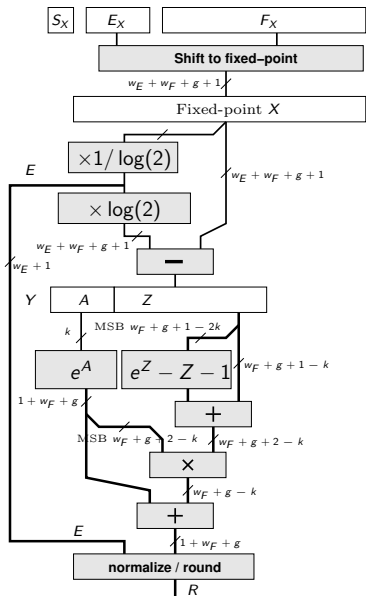 S_X E_X F_X
Shift to fixed–point
w_E + w_F + g + 1
Fixed-point X
×1/ log(2)
E
× log(2)
w_E + w_F + g + 1
w_E + w_F + g + 1
−
w_E + 1
Y A Z
k
MSB w_F + g + 1 − 2k
e^A
e^Z − Z − 1
w_F + g + 1 − k
1 + w_F + g
+
MSB w_F + g + 2 − k
w_F + g + 2 − k
×
w_F + g − k
+
E
1 + w_F + g
normalize / round
R